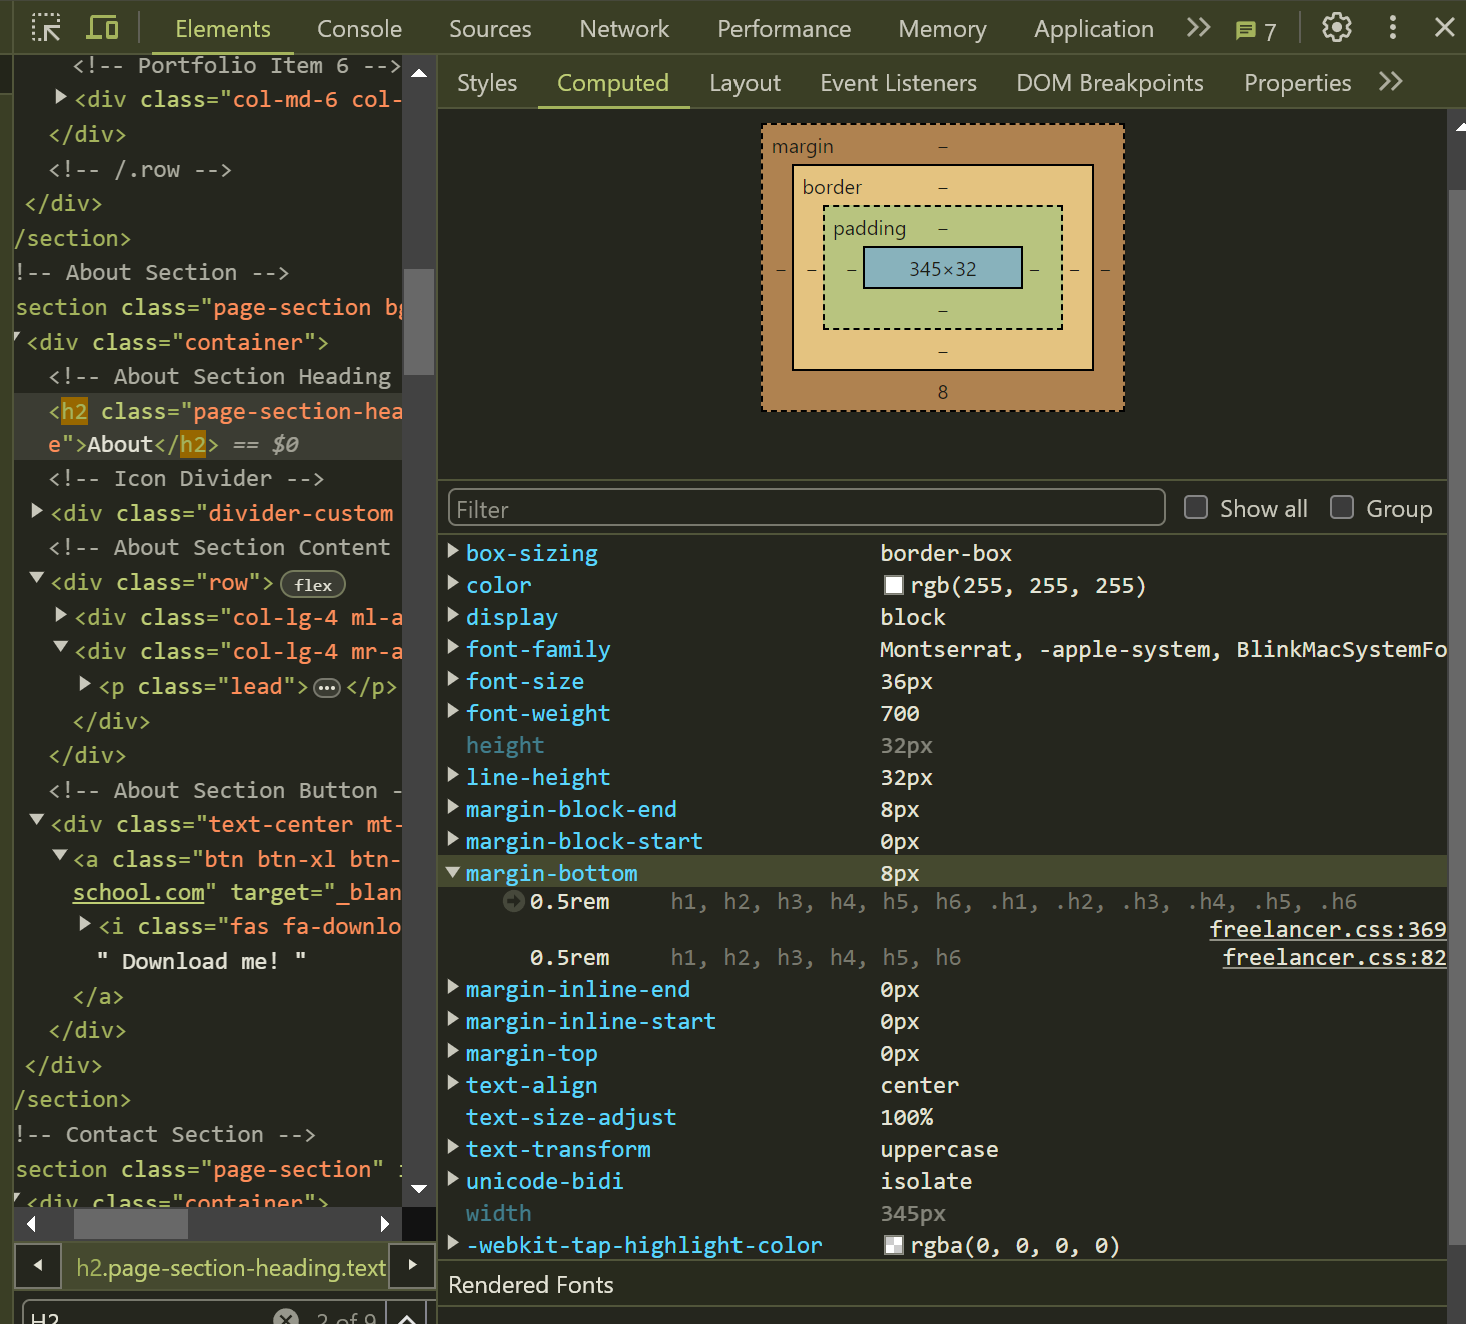 Elements Console Sources Network Performance Memory Application 7
<!-- Portfolio Item 6 -->
<div class="col-md-6 col-
</div>
<!-- /.row -->
</div>
/section>
!-- About Section -->
section class="page-section bg
<div class="container">
<!-- About Section Heading
<h2 class="page-section-hea
e">About</h2> == $0
<!-- Icon Divider -->
<div class="divider-custom
<!-- About Section Content
<div class="row"> flex
<div class="col-lg-4 ml-a
<div class="col-lg-4 mr-a
<p class="lead">…</p>
</div>
</div>
<!-- About Section Button -
<div class="text-center mt-
<a class="btn btn-xl btn-
school.com" target="_blan
<i class="fas fa-downlo
" Download me! "
</a>
</div>
</div>
/section>
!-- Contact Section -->
section class="page-section"
<div class="container">
h2.page-section-heading.text
H2 2 of 9
Styles Computed Layout Event Listeners DOM Breakpoints Properties
margin –
border –
padding –
– – – 345×32 – – –
–
–
8
Filter Show all Group
box-sizing border-box
color rgb(255, 255, 255)
display block
font-family Montserrat, -apple-system, BlinkMacSystemFo
font-size 36px
font-weight 700
height 32px
line-height 32px
margin-block-end 8px
margin-block-start 0px
margin-bottom 8px
0.5rem h1, h2, h3, h4, h5, h6, .h1, .h2, .h3, .h4, .h5, .h6
freelancer.css:369
0.5rem h1, h2, h3, h4, h5, h6 freelancer.css:82
margin-inline-end 0px
margin-inline-start 0px
margin-top 0px
text-align center
text-size-adjust 100%
text-transform uppercase
unicode-bidi isolate
width 345px
-webkit-tap-highlight-color rgba(0, 0, 0, 0)
Rendered Fonts